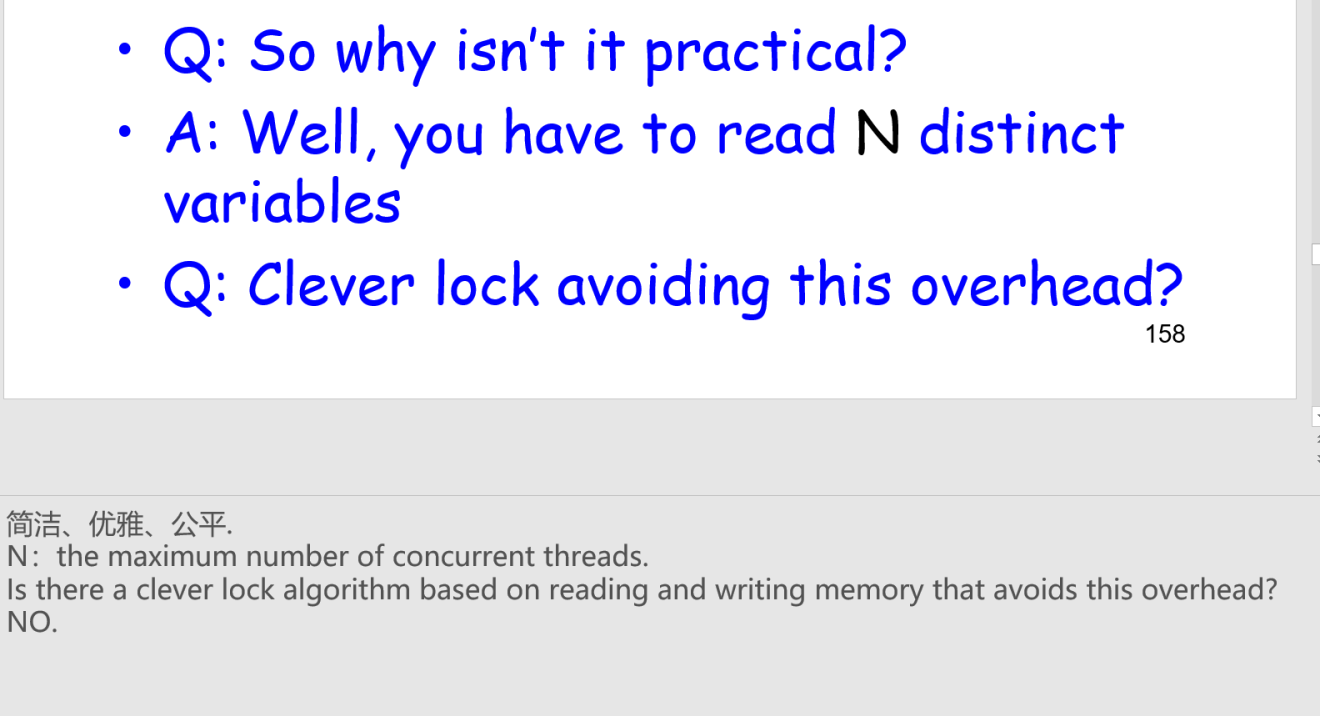 • Q: So why isn't it practical?
• A: Well, you have to read N distinct
variables
• Q: Clever lock avoiding this overhead?
158
简洁、优雅、公平.
N：the maximum number of concurrent threads.
Is there a clever lock algorithm based on reading and writing memory that avoids this overhead?
NO.